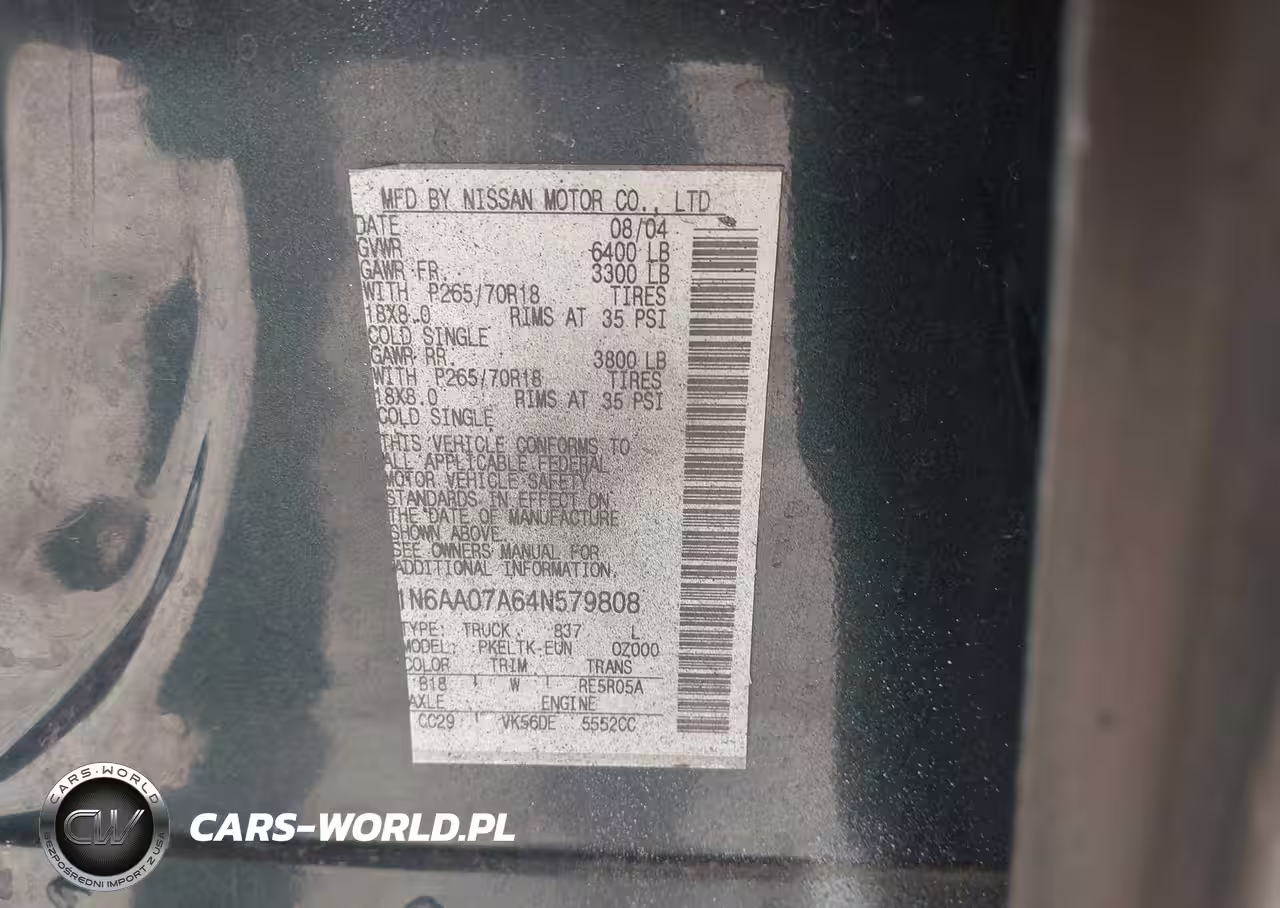 MFD BY NISSAN MOTOR CO., LTD
DATE 08/04
GVWR 6400 LB
GAWR FR. 3300 LB
WITH P265/70R18 TIRES
18X8.0 RIMS AT 35 PSI
COLD SINGLE
GAWR RR. 3800 LB
WITH P265/70R18 TIRES
18X8.0 RIMS AT 35 PSI
COLD SINGLE
THIS VEHICLE CONFORMS TO
ALL APPLICABLE FEDERAL
MOTOR VEHICLE SAFETY
STANDARDS IN EFFECT ON
THE DATE OF MANUFACTURE
SHOWN ABOVE.
SEE OWNERS MANUAL FOR
ADDITIONAL INFORMATION.
1N6AA07A64N579808
TYPE: TRUCK 837 L
MODEL: PKELTK-EUN 0Z000
COLOR TRIM TRANS
B18 W RE5R05A
AXLE ENGINE
CC29 VK56DE 5552CC
CARS-WORLD
CW
BEZPOŚREDNI IMPORT Z USA
CARS-WORLD.PL